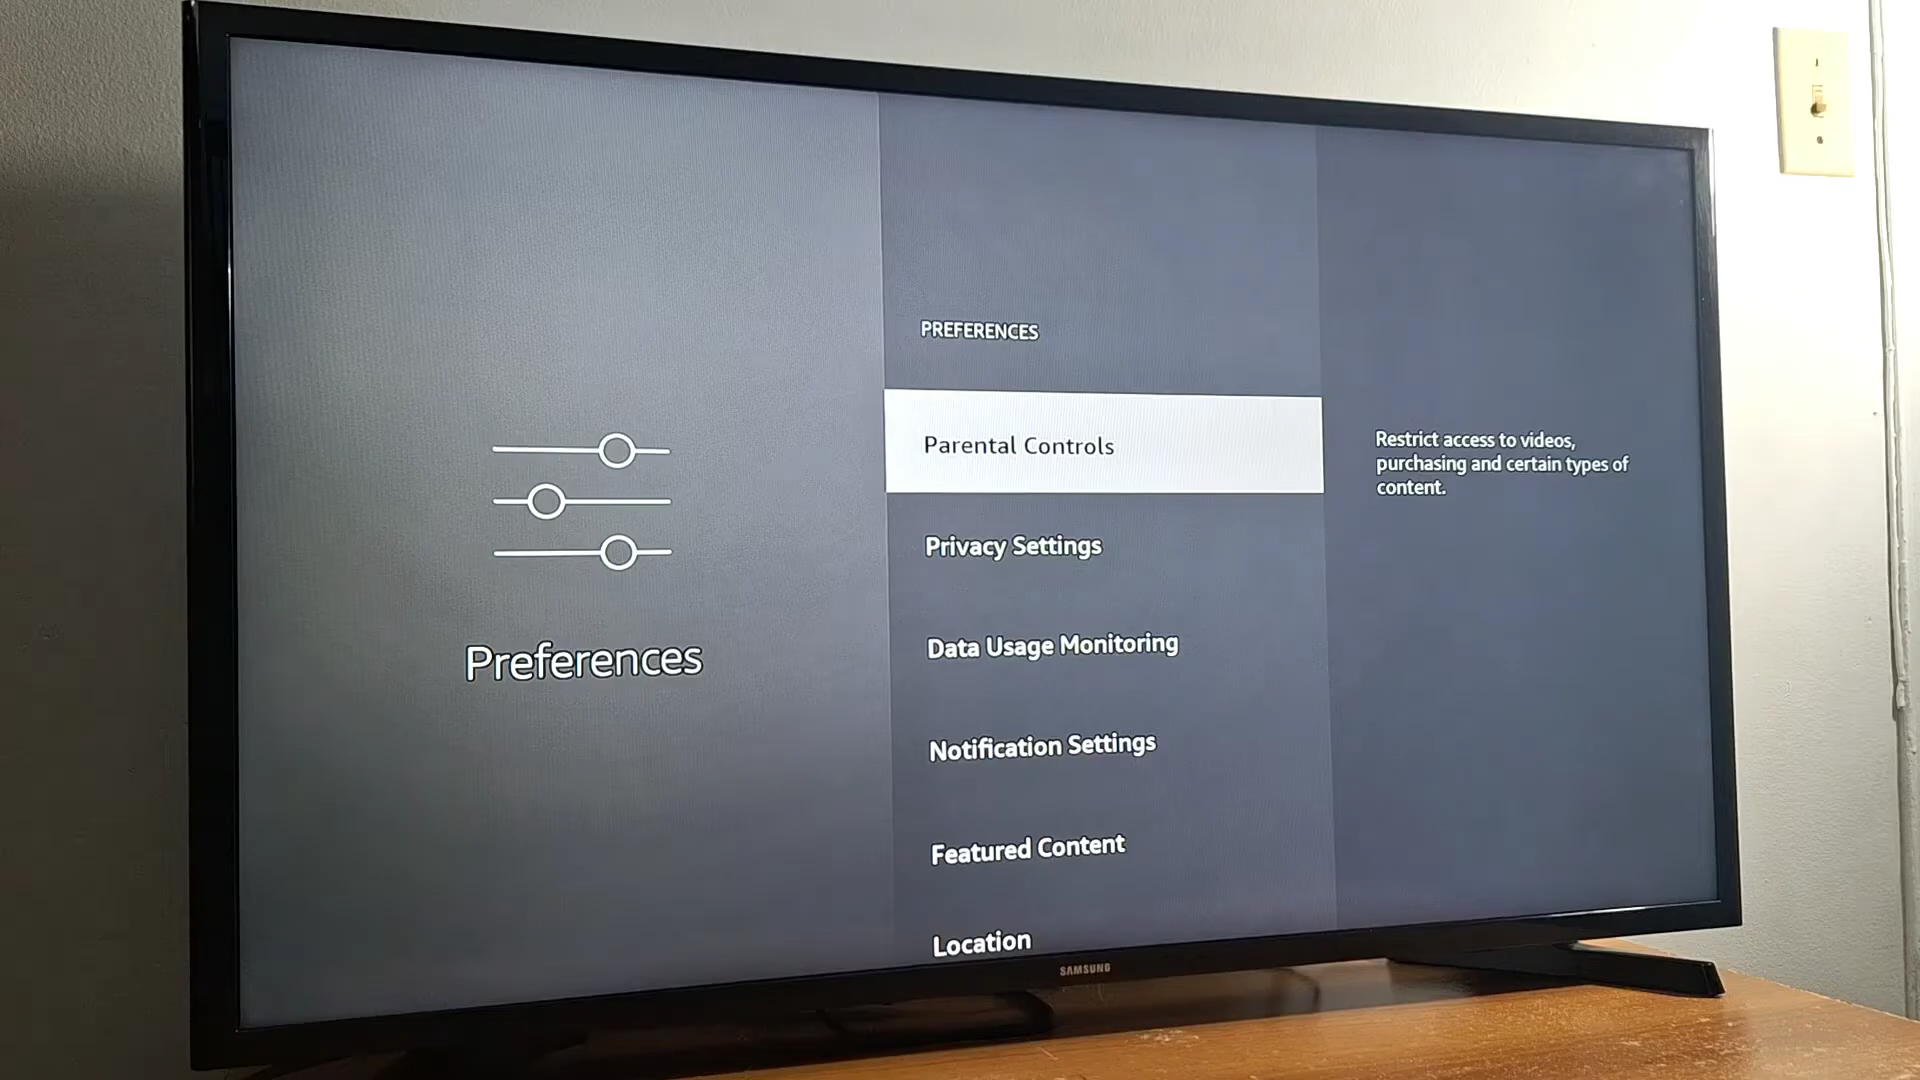 Preferences
PREFERENCES
Parental Controls
Privacy Settings
Data Usage Monitoring
Notification Settings
Featured Content
Location
Restrict access to videos,
purchasing and certain types of
content.
SAMSUNG